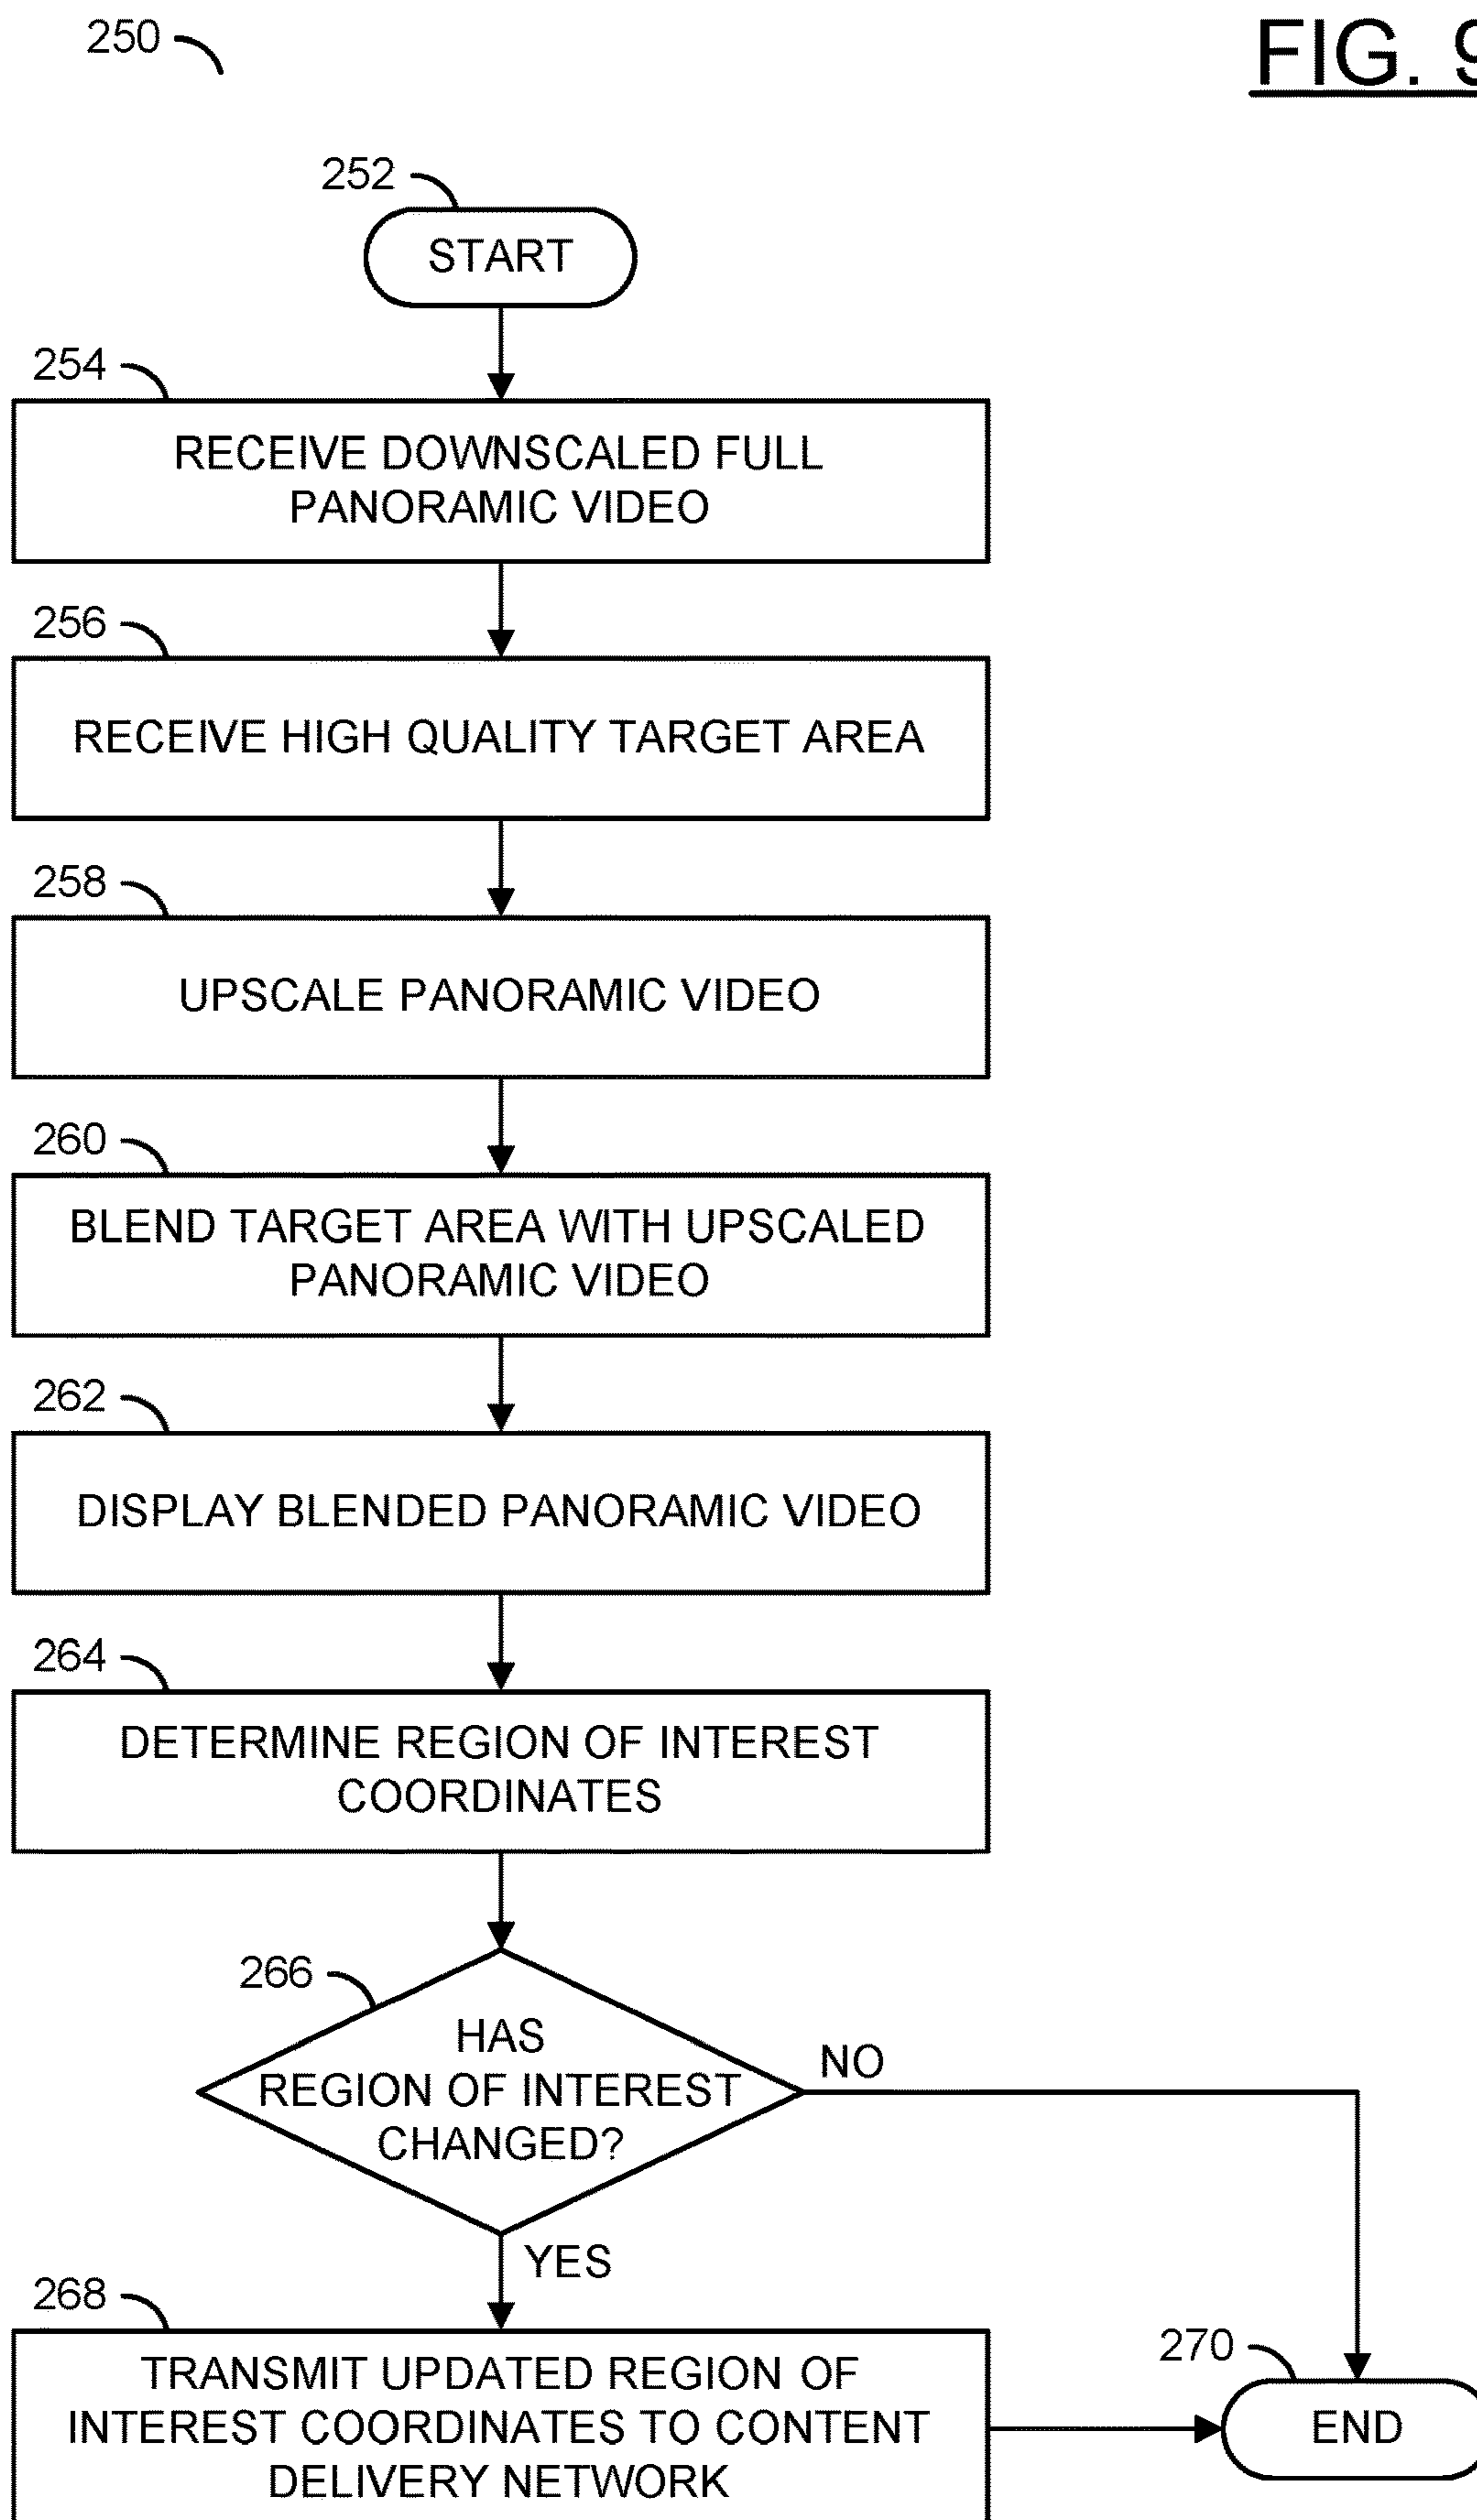 250
FIG. 9
252
START
254
RECEIVE DOWNSCALED FULL
PANORAMIC VIDEO
256
RECEIVE HIGH QUALITY TARGET AREA
258
UPSCALE PANORAMIC VIDEO
260
BLEND TARGET AREA WITH UPSCALED
PANORAMIC VIDEO
262
DISPLAY BLENDED PANORAMIC VIDEO
264
DETERMINE REGION OF INTEREST
COORDINATES
266
HAS
REGION OF INTEREST
CHANGED?
NO
YES
268
TRANSMIT UPDATED REGION OF
INTEREST COORDINATES TO CONTENT
DELIVERY NETWORK
270
END